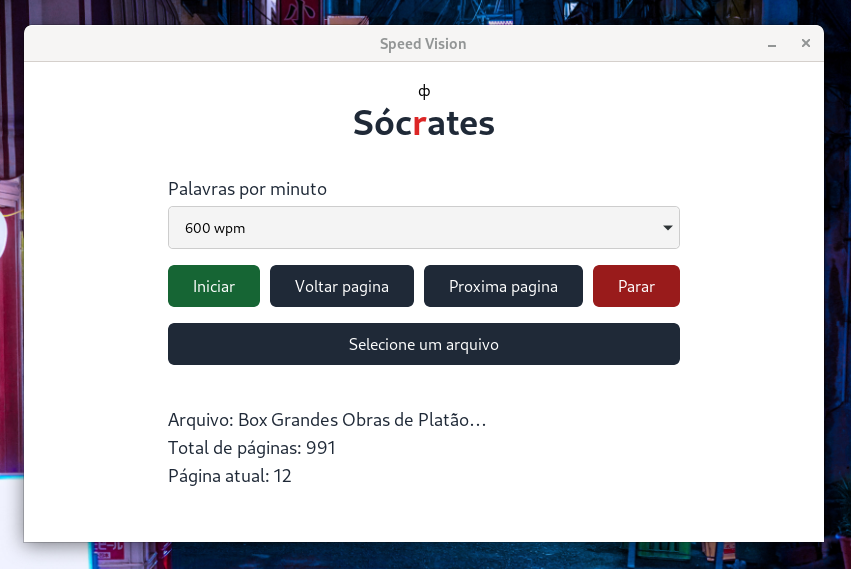 Speed Vision
ф
Sócrates
Palavras por minuto
600 wpm
Iniciar
Voltar pagina
Proxima pagina
Parar
Selecione um arquivo
Arquivo: Box Grandes Obras de Platão...
Total de páginas: 991
Página atual: 12